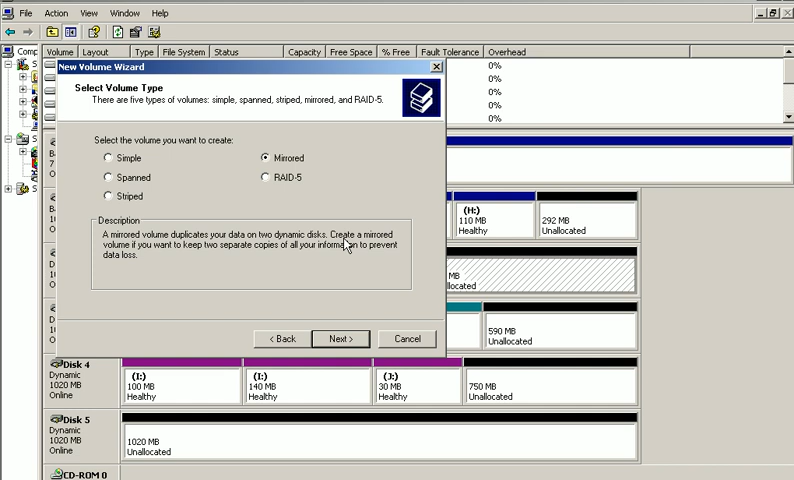 File Action View Window Help
Comp
Volume Layout Type File System Status Capacity Free Space % Free Fault Tolerance Overhead
0%
0%
0%
0%
0%
New Volume Wizard
Select Volume Type
There are five types of volumes: simple, spanned, striped, mirrored, and RAID-5.
Select the volume you want to create:
Simple Mirrored
Spanned RAID-5
Striped
Description
A mirrored volume duplicates your data on two dynamic disks. Create a mirrored
volume if you want to keep two separate copies of all your information to prevent
data loss.
< Back Next > Cancel
(H:)
110 MB
Healthy
292 MB
Unallocated
MB
llocated
590 MB
Unallocated
Disk 4
Dynamic
1020 MB
Online
(I:)
100 MB
Healthy
(I:)
140 MB
Healthy
(J:)
30 MB
Healthy
750 MB
Unallocated
Disk 5
Dynamic
1020 MB
Online
1020 MB
Unallocated
CD-ROM 0